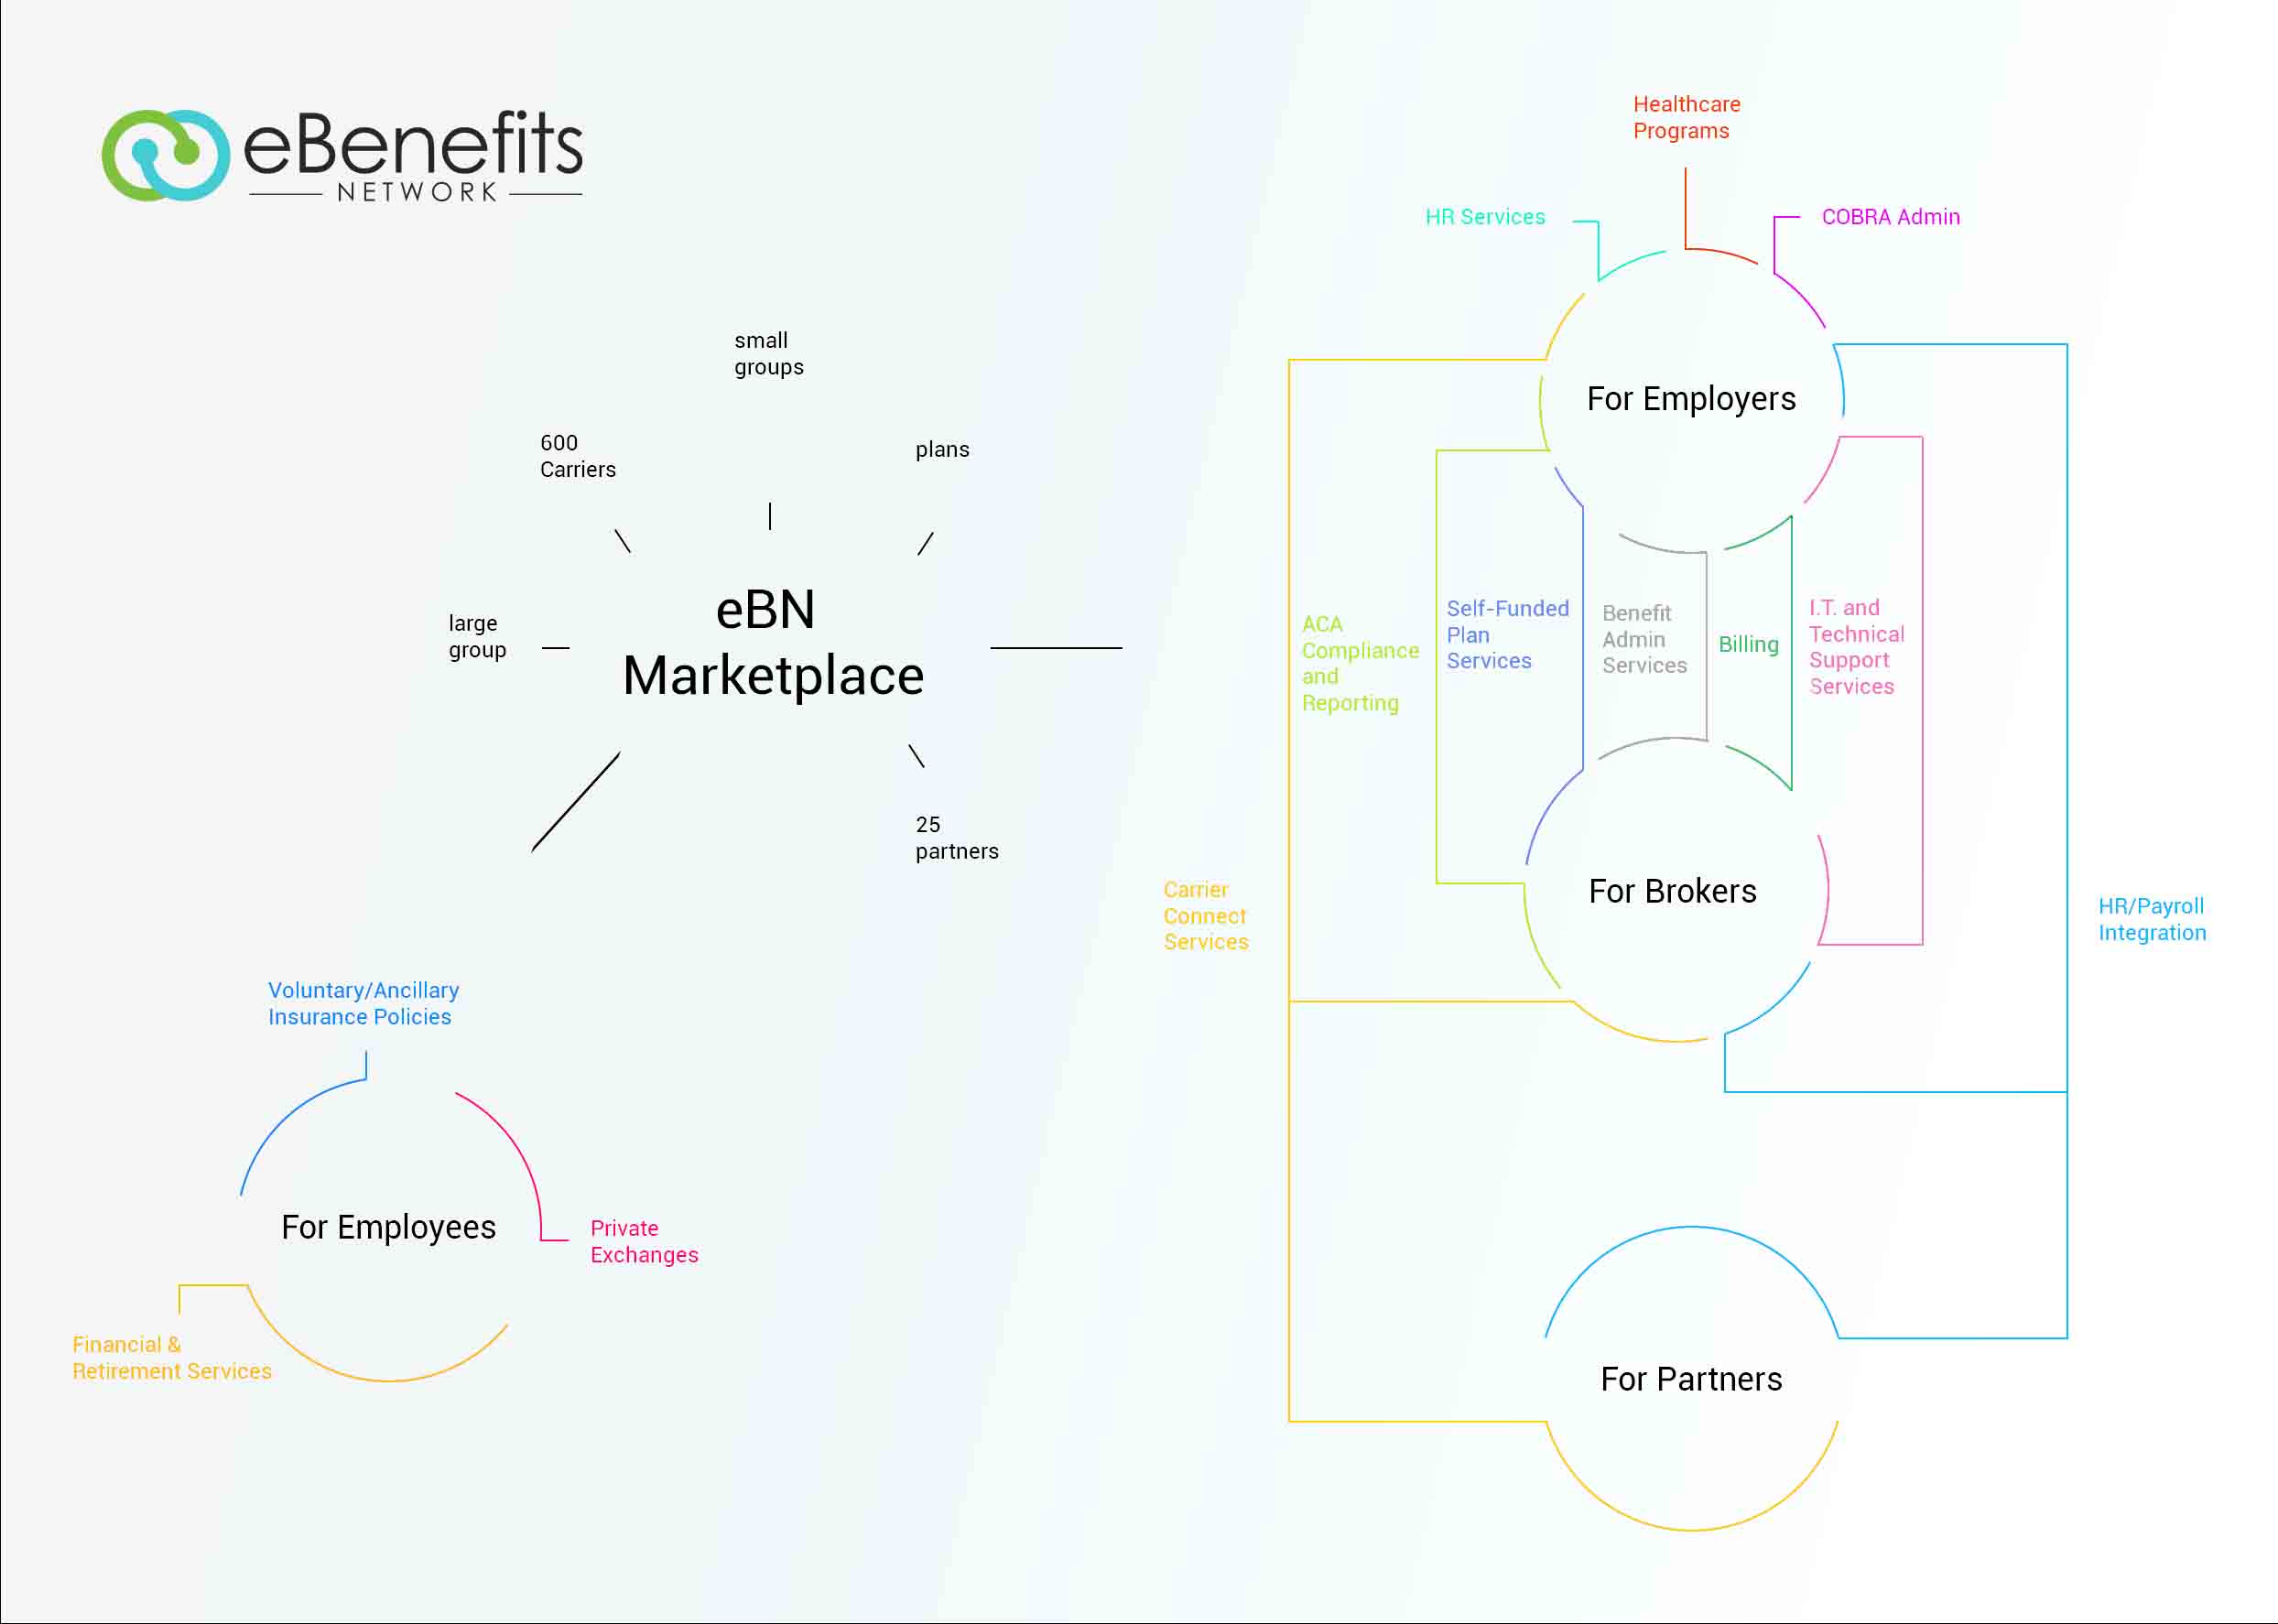 eBenefits
NETWORK
small
groups
600
Carriers
plans
large
group
eBN
Marketplace
25
partners
Voluntary/Ancillary
Insurance Policies
For Employees
Private
Exchanges
Financial &
Retirement Services
Healthcare
Programs
HR Services
COBRA Admin
For Employers
ACA
Compliance
and
Reporting
Self-Funded
Plan
Services
Benefit
Admin
Services
Billing
I.T. and
Technical
Support
Services
Carrier
Connect
Services
For Brokers
HR/Payroll
Integration
For Partners